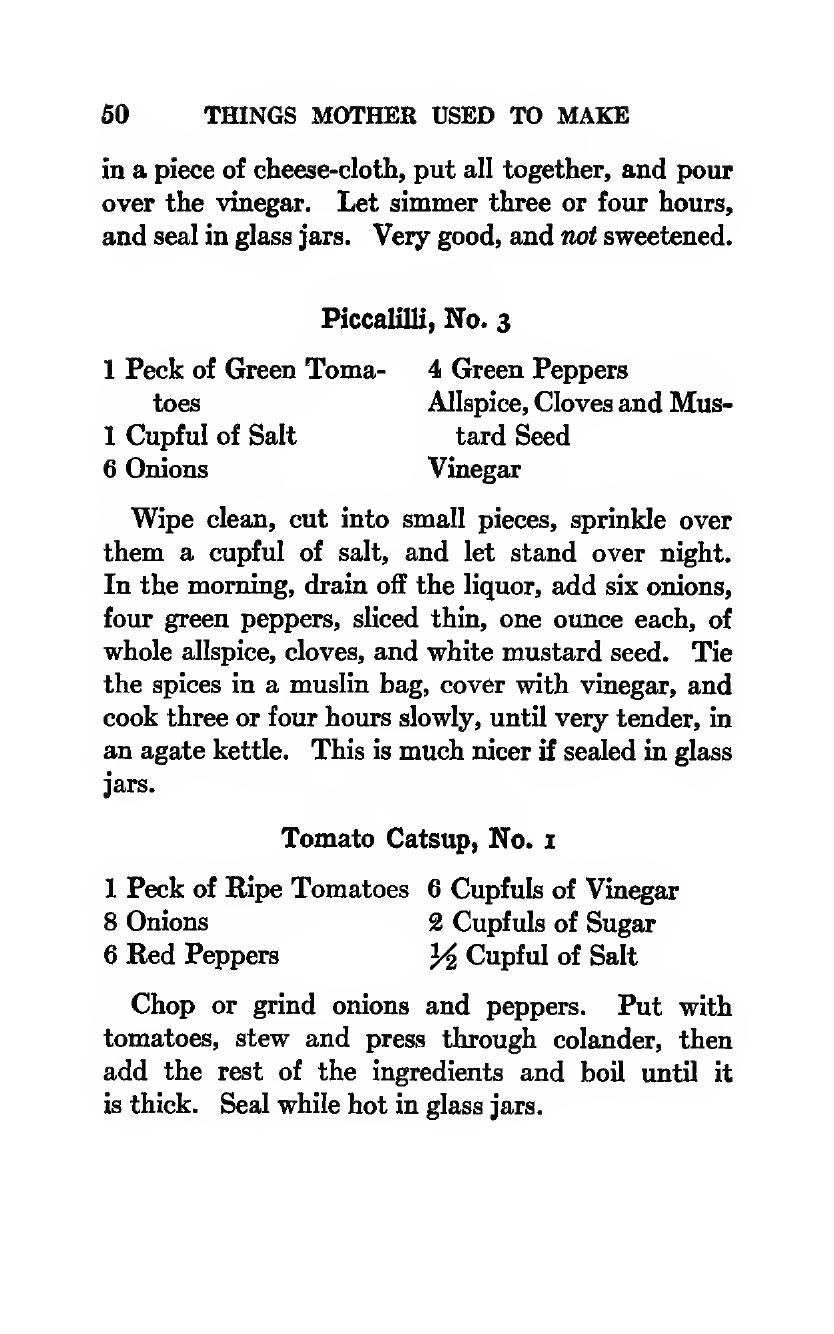 50 THINGS MOTHER USED TO MAKE
in a piece of cheese-cloth, put all together, and pour
over the vinegar. Let simmer three or four hours,
and seal in glass jars. Very good, and not sweetened.
Piccalilli, No. 3
1 Peck of Green Toma-
toes
1 Cupful of Salt
6 Onions
4 Green Peppers
Allspice, Cloves and Mus-
tard Seed
Vinegar
Wipe clean, cut into small pieces, sprinkle over
them a cupful of salt, and let stand over night.
In the morning, drain off the liquor, add six onions,
four green peppers, sliced thin, one ounce each, of
whole allspice, cloves, and white mustard seed. Tie
the spices in a muslin bag, cover with vinegar, and
cook three or four hours slowly, until very tender, in
an agate kettle. This is much nicer if sealed in glass
jars.
Tomato Catsup, No. 1
1 Peck of Ripe Tomatoes
8 Onions
6 Red Peppers
6 Cupfuls of Vinegar
2 Cupfuls of Sugar
½ Cupful of Salt
Chop or grind onions and peppers. Put with
tomatoes, stew and press through colander, then
add the rest of the ingredients and boil until it
is thick. Seal while hot in glass jars.